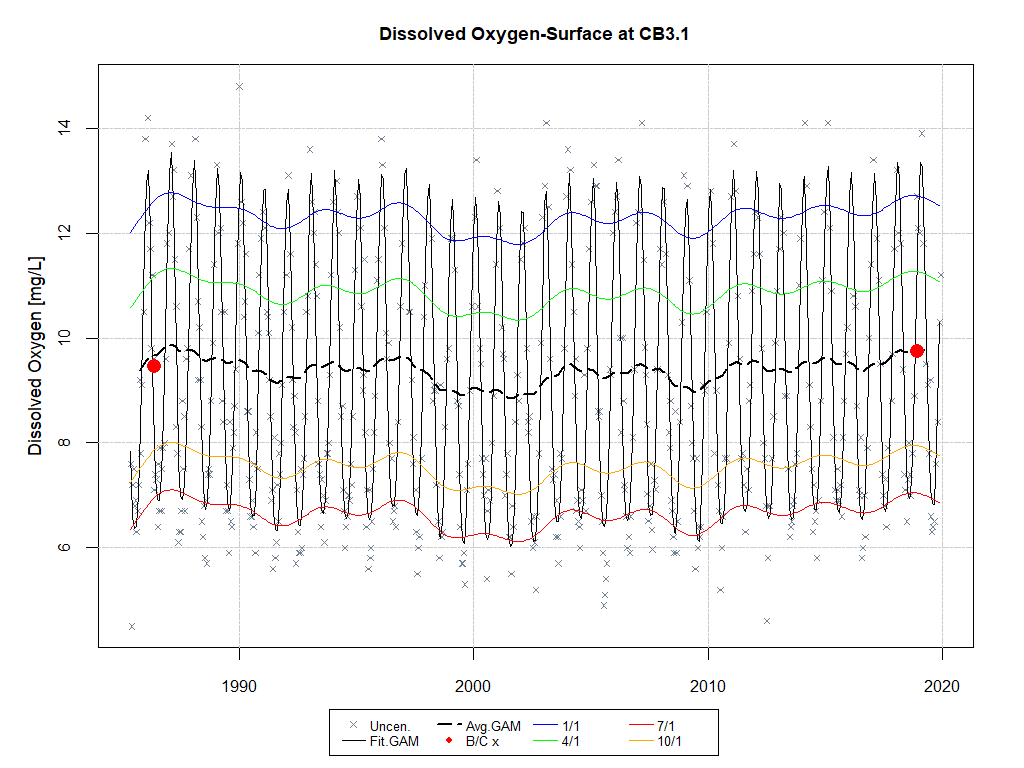 Dissolved Oxygen-Surface at CB3.1
Dissolved Oxygen [mg/L]
14
12
10
8
6
1990
2000
2010
2020
Uncen. Avg.GAM 1/1 7/1
Fit.GAM B/C x 4/1 10/1